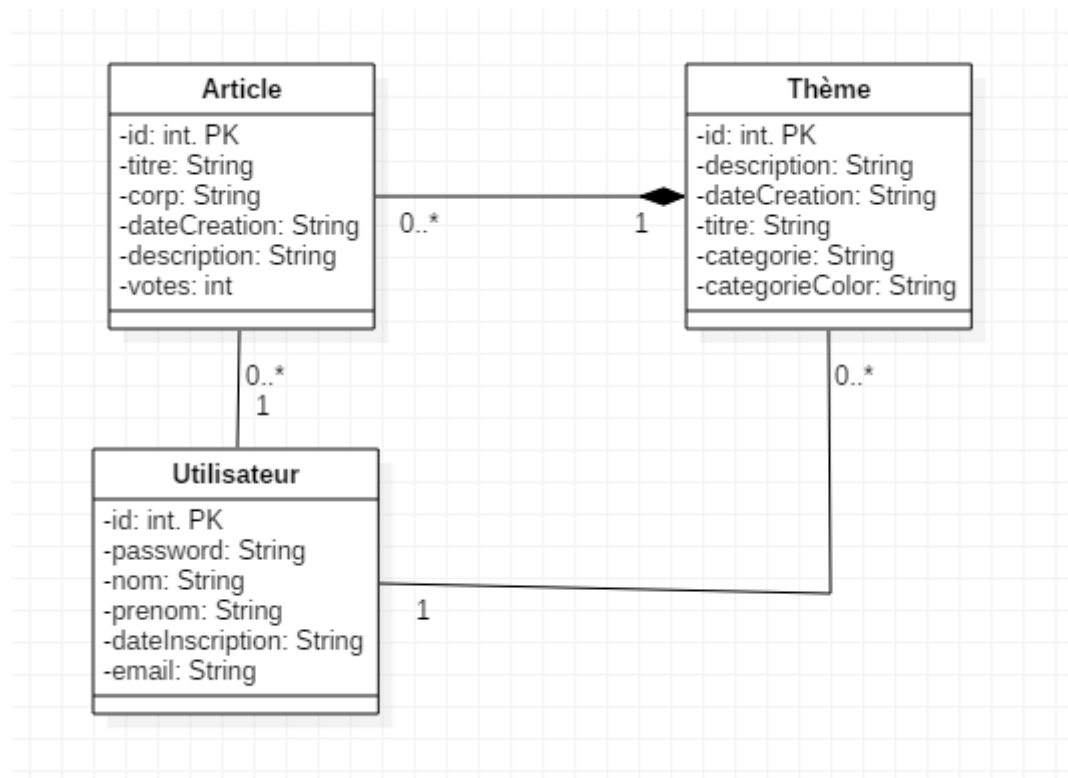 Article
-id: int. PK
-titre: String
-corp: String
-dateCreation: String
-description: String
-votes: int
Thème
-id: int. PK
-description: String
-dateCreation: String
-titre: String
-categorie: String
-categorieColor: String
0..*
1
0..*
1
0..*
Utilisateur
-id: int. PK
-password: String
-nom: String
-prenom: String
-dateInscription: String
-email: String
1